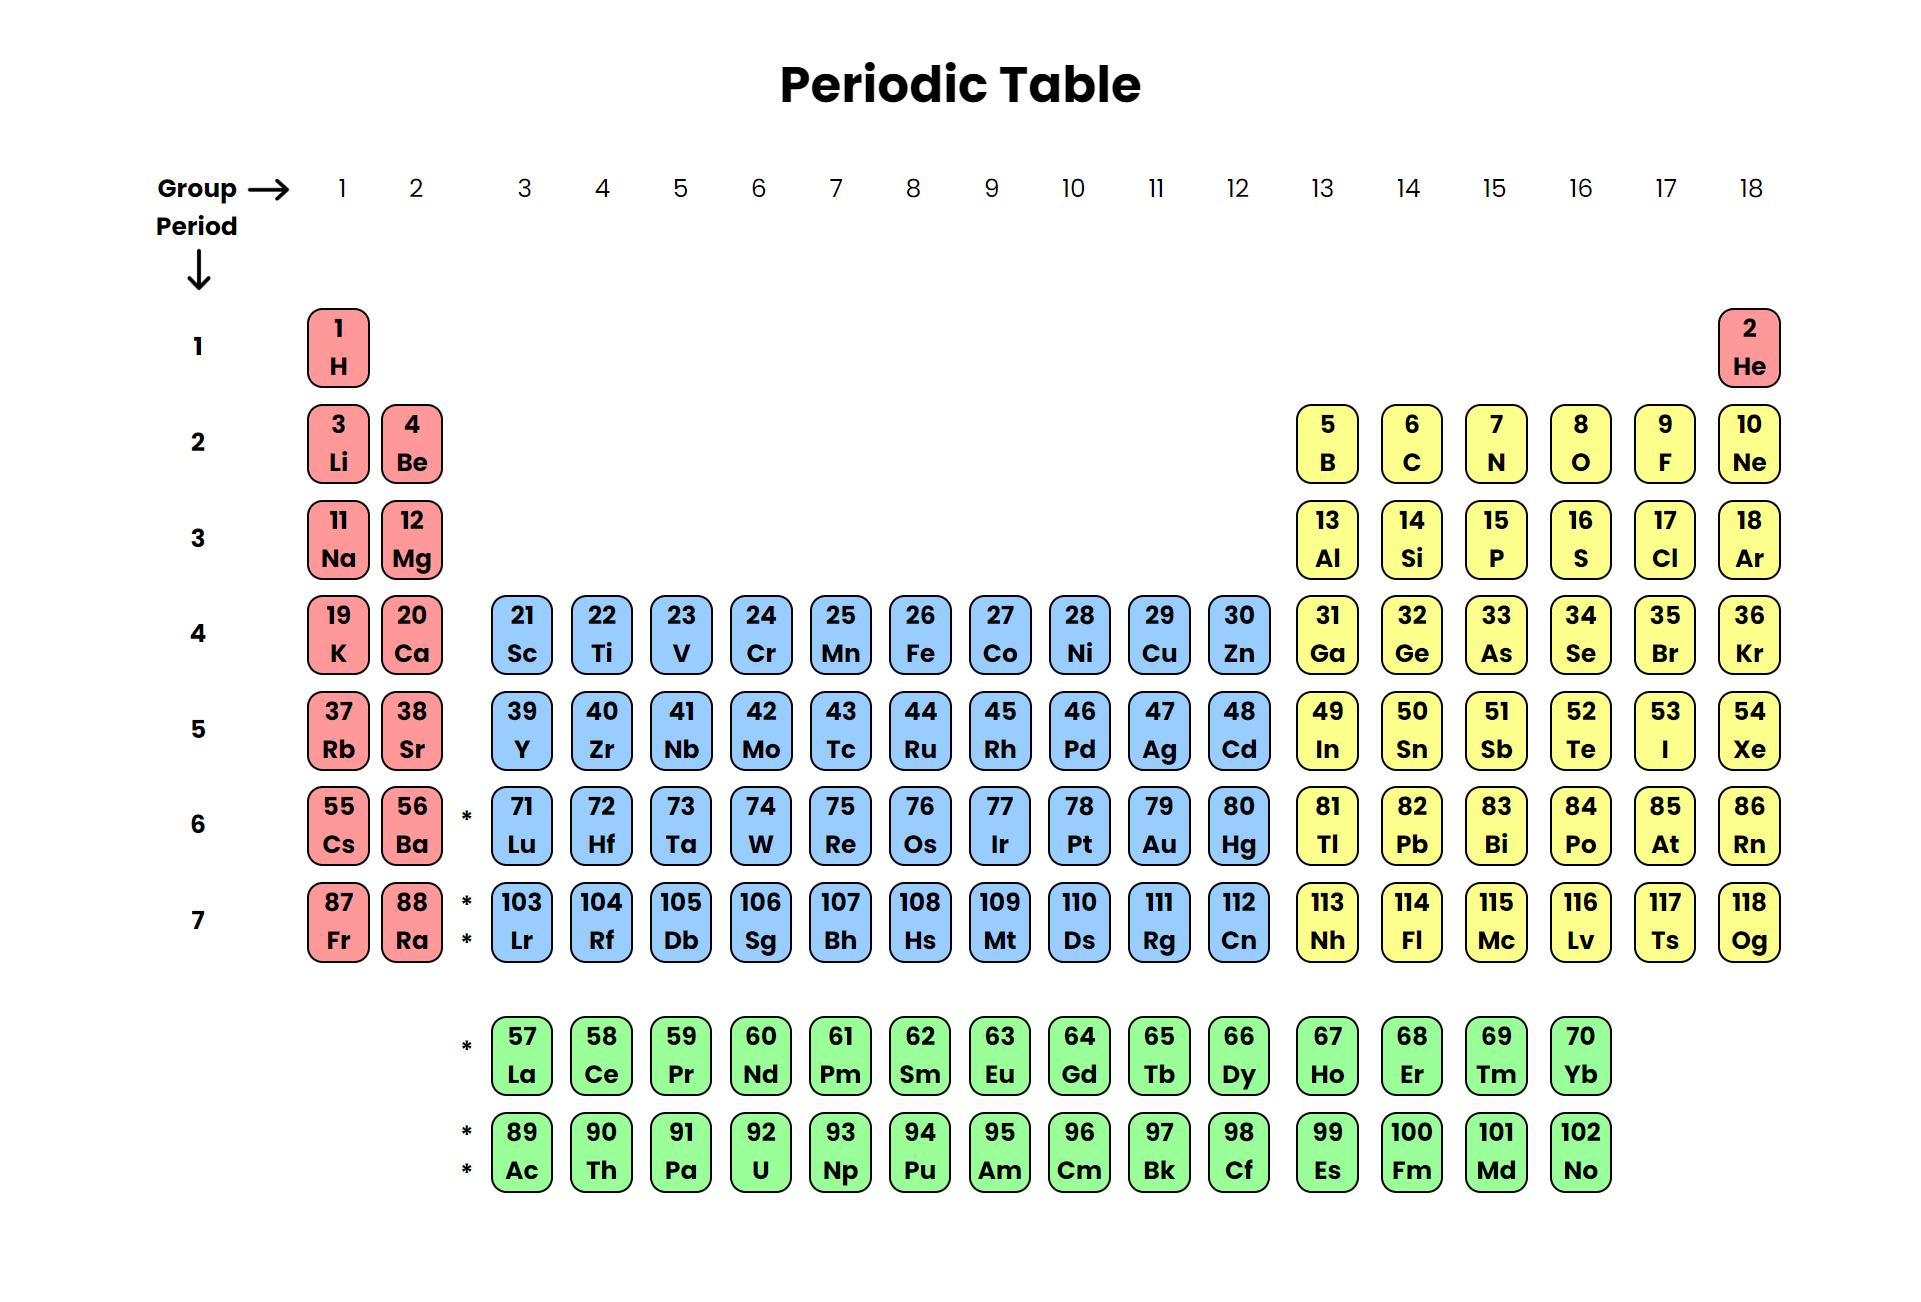 Periodic Table
Group → 1 2 3 4 5 6 7 8 9 10 11 12 13 14 15 16 17 18
Period
↓
1 2
1 H He
3 4 5 6 7 8 9 10
2 Li Be B C N O F Ne
11 12 13 14 15 16 17 18
3 Na Mg Al Si P S Cl Ar
19 20 21 22 23 24 25 26 27 28 29 30 31 32 33 34 35 36
4 K Ca Sc Ti V Cr Mn Fe Co Ni Cu Zn Ga Ge As Se Br Kr
37 38 39 40 41 42 43 44 45 46 47 48 49 50 51 52 53 54
5 Rb Sr Y Zr Nb Mo Tc Ru Rh Pd Ag Cd In Sn Sb Te I Xe
55 56 * 71 72 73 74 75 76 77 78 79 80 81 82 83 84 85 86
6 Cs Ba Lu Hf Ta W Re Os Ir Pt Au Hg Tl Pb Bi Po At Rn
87 88 * 103 104 105 106 107 108 109 110 111 112 113 114 115 116 117 118
7 Fr Ra * Lr Rf Db Sg Bh Hs Mt Ds Rg Cn Nh Fl Mc Lv Ts Og
* 57 58 59 60 61 62 63 64 65 66 67 68 69 70
La Ce Pr Nd Pm Sm Eu Gd Tb Dy Ho Er Tm Yb
* 89 90 91 92 93 94 95 96 97 98 99 100 101 102
* Ac Th Pa U Np Pu Am Cm Bk Cf Es Fm Md No